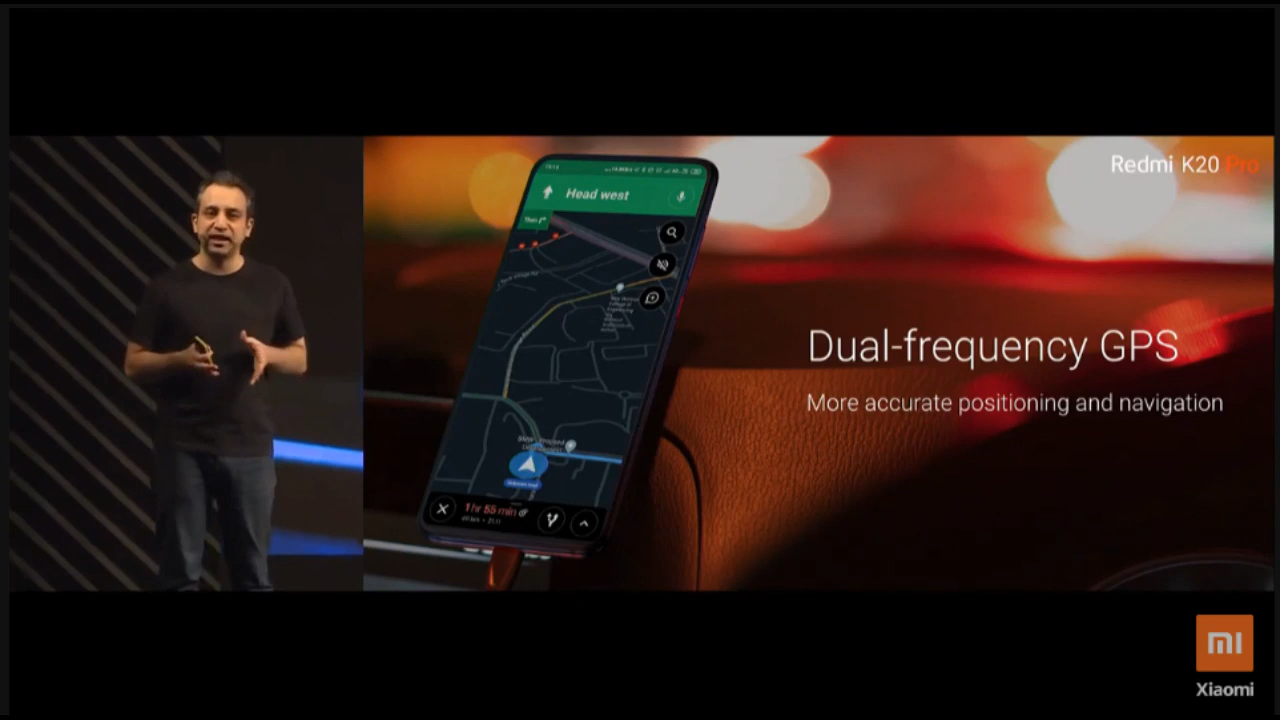 Redmi K20 Pro
Head west
Then
Dual-frequency GPS
More accurate positioning and navigation
1 hr 55 min
mi
Xiaomi